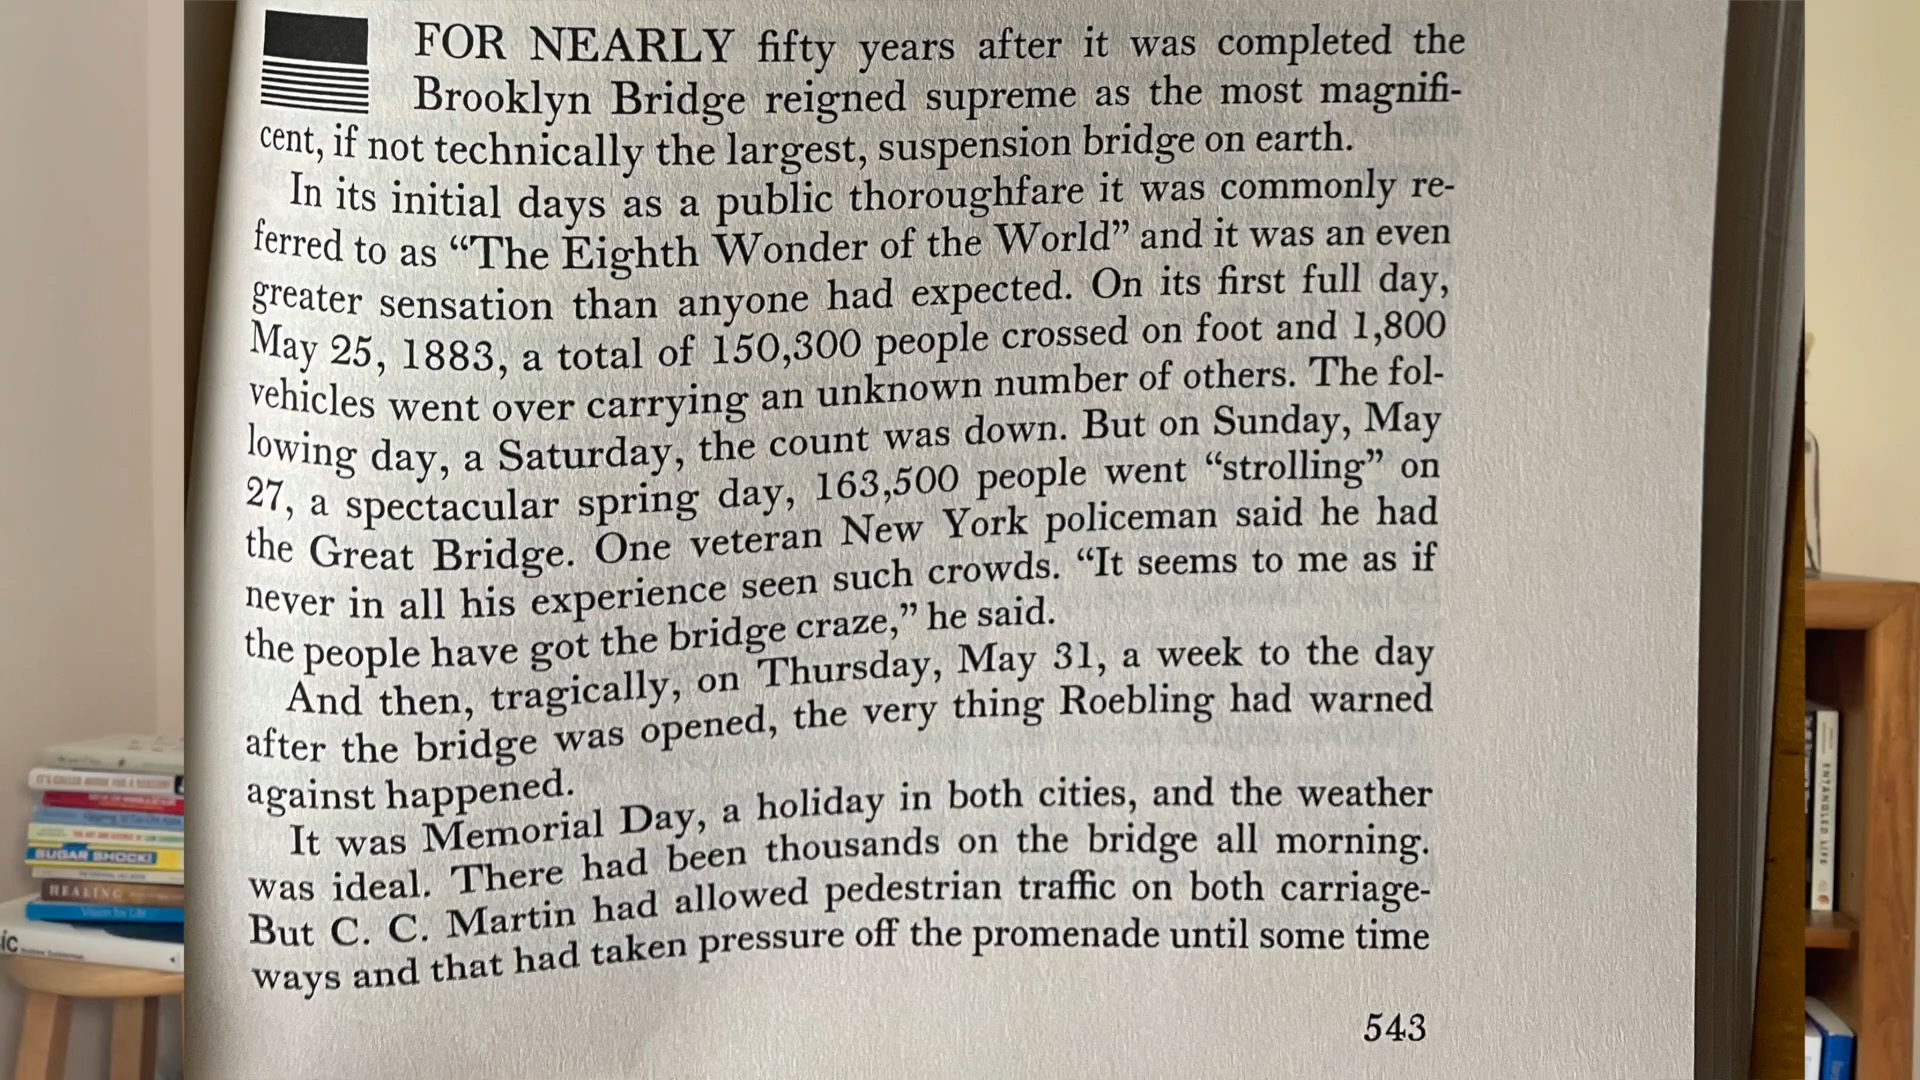 FOR NEARLY fifty years after it was completed the
Brooklyn Bridge reigned supreme as the most magnifi-
cent, if not technically the largest, suspension bridge on earth.
In its initial days as a public thoroughfare it was commonly re-
ferred to as “The Eighth Wonder of the World” and it was an even
greater sensation than anyone had expected. On its first full day,
May 25, 1883, a total of 150,300 people crossed on foot and 1,800
vehicles went over carrying an unknown number of others. The fol-
lowing day, a Saturday, the count was down. But on Sunday, May
27, a spectacular spring day, 163,500 people went “strolling” on
the Great Bridge. One veteran New York policeman said he had
never in all his experience seen such crowds. “It seems to me as if
the people have got the bridge craze,” he said.
And then, tragically, on Thursday, May 31, a week to the day
after the bridge was opened, the very thing Roebling had warned
against happened.
It was Memorial Day, a holiday in both cities, and the weather
was ideal. There had been thousands on the bridge all morning.
But C. C. Martin had allowed pedestrian traffic on both carriage-
ways and that had taken pressure off the promenade until some time
543
SUGAR SHOCK!
HEALING
Vision for Life
ic
ENTANGLED LIFE